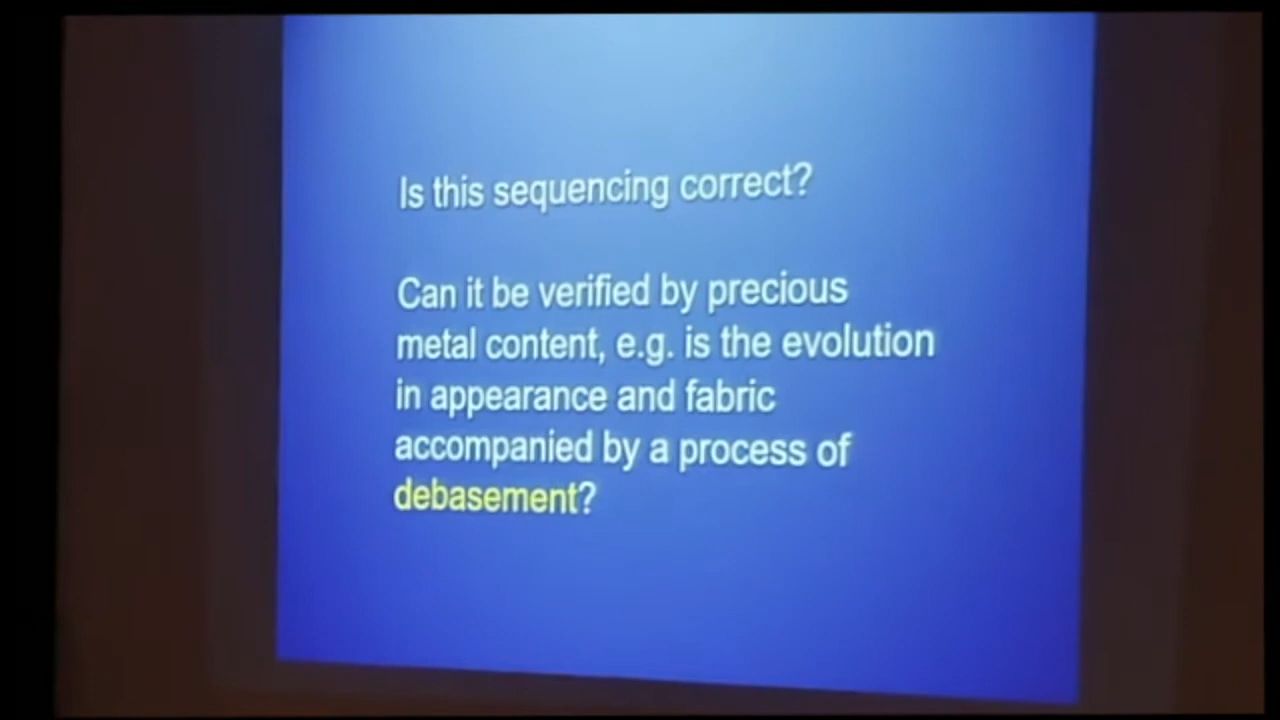 Is this sequencing correct?
Can it be verified by precious
metal content, e.g. is the evolution
in appearance and fabric
accompanied by a process of
debasement?